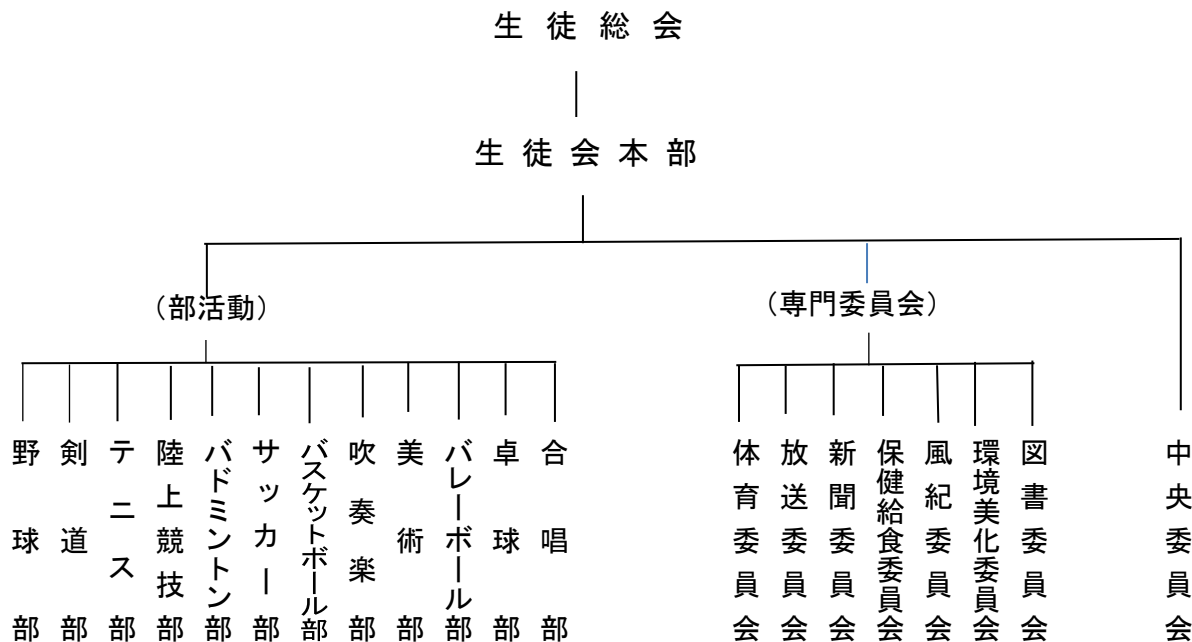 生徒総会
生徒会本部
（部活動）
（専門委員会）
野球部
剣道部
テニス部
陸上競技部
バドミントン部
サッカー部
バスケットボール部
吹奏楽部
美術部
バレーボール部
卓球部
合唱部
体育委員会
放送委員会
新聞委員会
保健給食委員会
風紀委員会
環境美化委員会
図書委員会
中央委員会